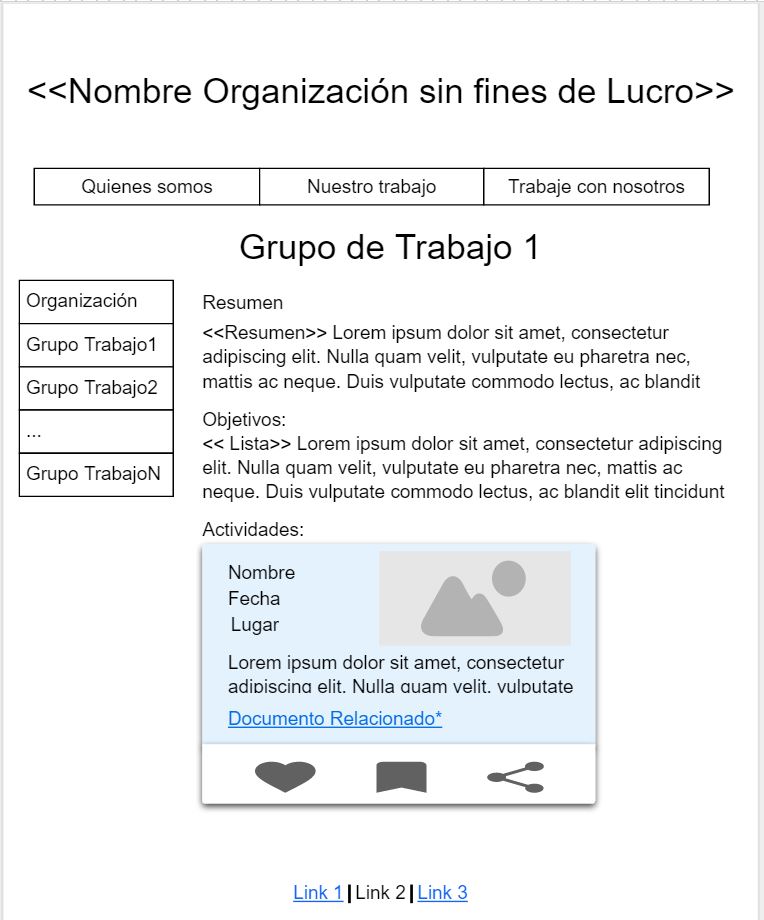 <<Nombre Organización sin fines de Lucro>>
Quienes somos
Nuestro trabajo
Trabaje con nosotros
Grupo de Trabajo 1
Organización
Grupo Trabajo1
Grupo Trabajo2
...
Grupo TrabajoN
Resumen
<<Resumen>> Lorem ipsum dolor sit amet, consectetur
adipiscing elit. Nulla quam velit, vulputate eu pharetra nec,
mattis ac neque. Duis vulputate commodo lectus, ac blandit
Objetivos:
<< Lista>> Lorem ipsum dolor sit amet, consectetur adipiscing
elit. Nulla quam velit, vulputate eu pharetra nec, mattis ac
neque. Duis vulputate commodo lectus, ac blandit elit tincidunt
Actividades:
Nombre
Fecha
Lugar
Lorem ipsum dolor sit amet, consectetur
adipiscing elit. Nulla quam velit, vulputate
Documento Relacionado*
Link 1|Link 2|Link 3